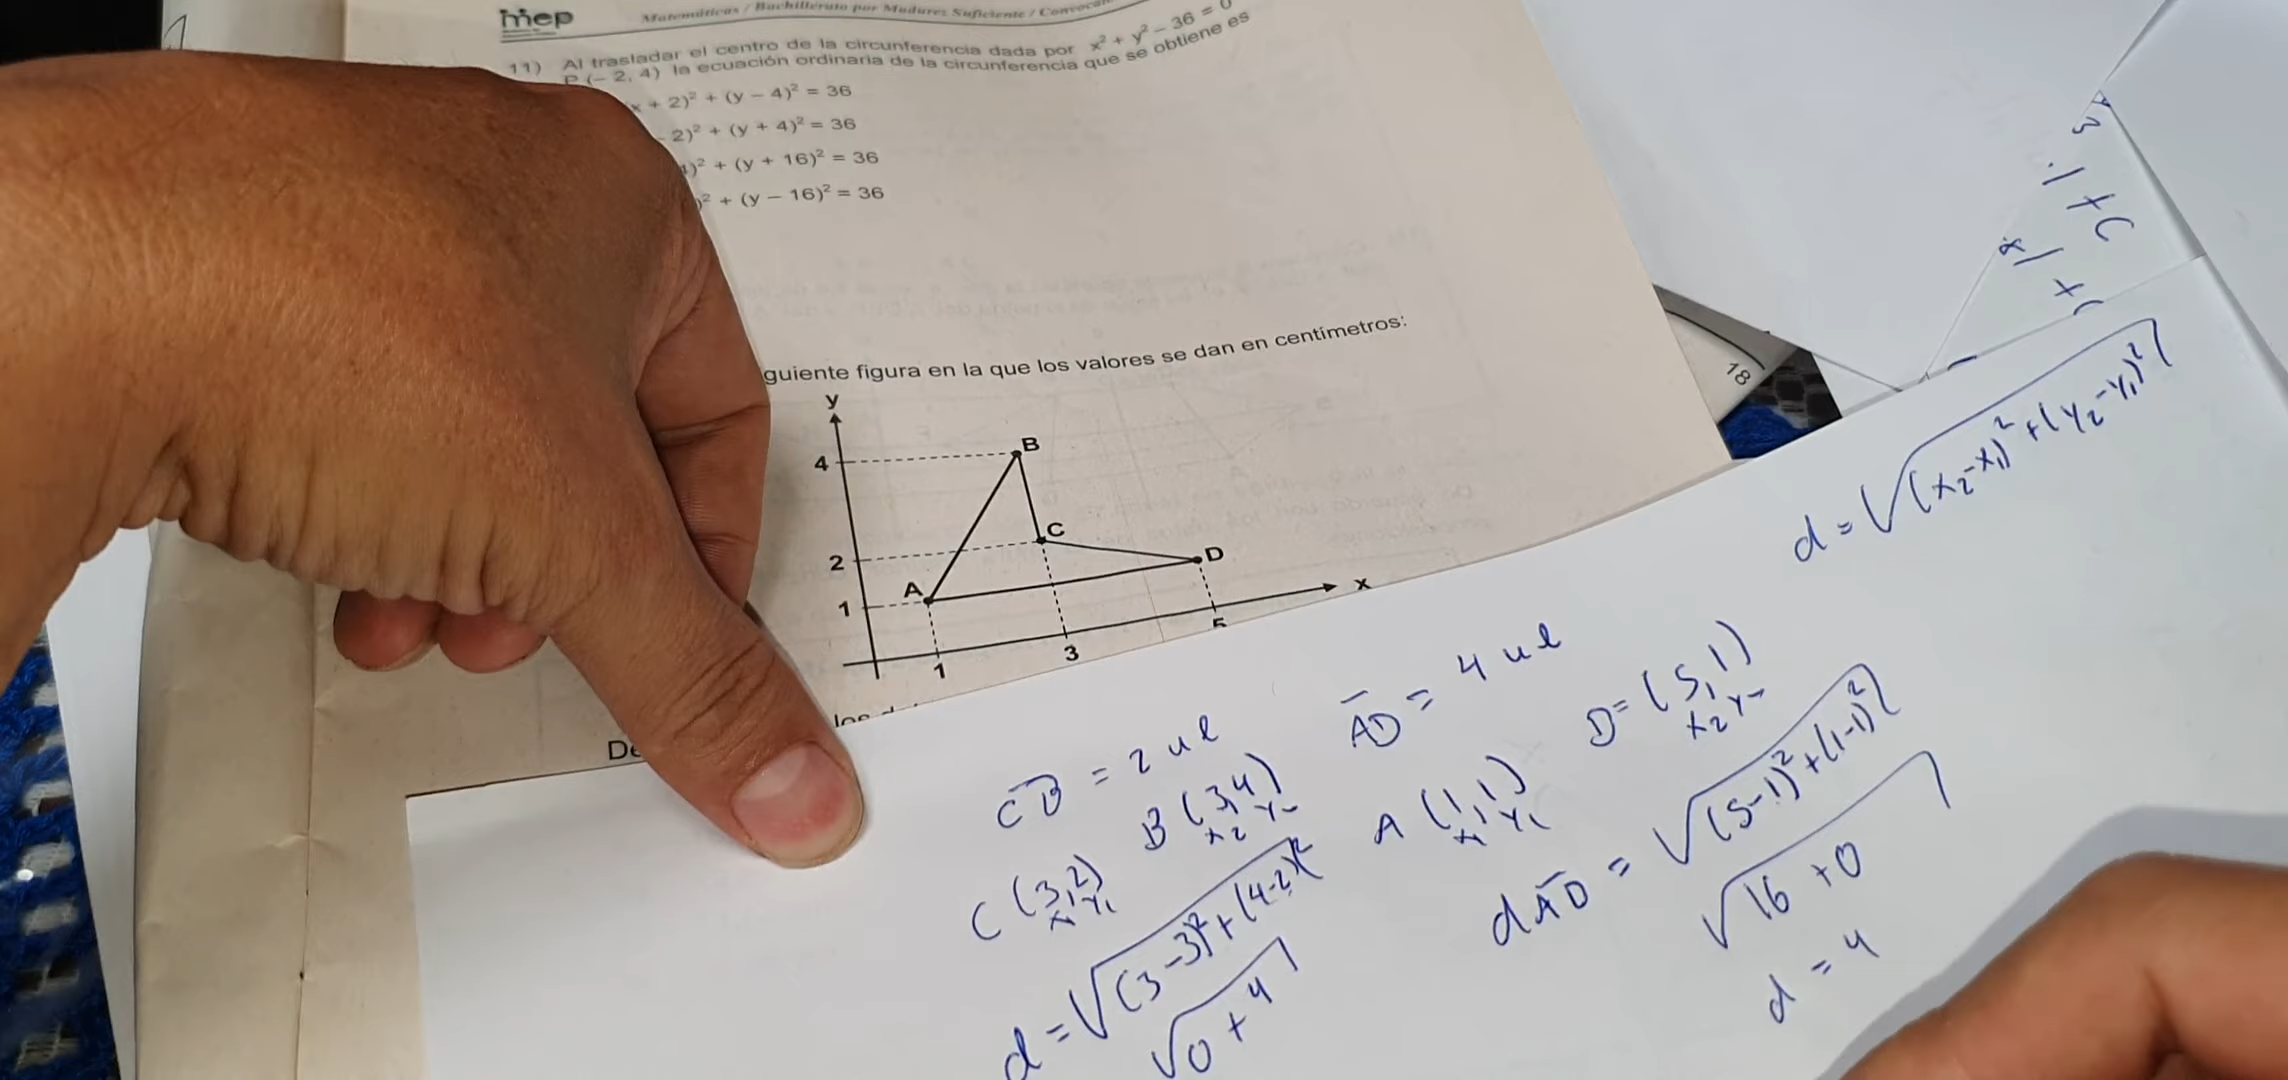 mep
Matemáticas / Bachillerato por Madurez Suficiente /
11) Al trasladar el centro de la circunferencia dada por x² + y² − 36 = 0
P (− 2, 4) la ecuación ordinaria de la circunferencia que se obtiene es
x + 2)² + (y − 4)² = 36
2)² + (y + 4)² = 36
)² + (y + 16)² = 36
)² + (y − 16)² = 36
guiente figura en la que los valores se dan en centímetros:
y
4
B
2
C
D
1
A
x
1
3
5
18
d = √(x₂-x₁)² + (y₂-y₁)²
CB = 2 ul
AD = 4 ul
C (3,2)
x₁ y₁
B (3,4)
x₂ y₂
A (1,1)
x₁ y₁
D = (5,1)
x₂ y₂
d = √(3-3)² + (4-2)²
√0 + 4
dAD = √(5-1)² + (1-1)²
√16 + 0
d = 4